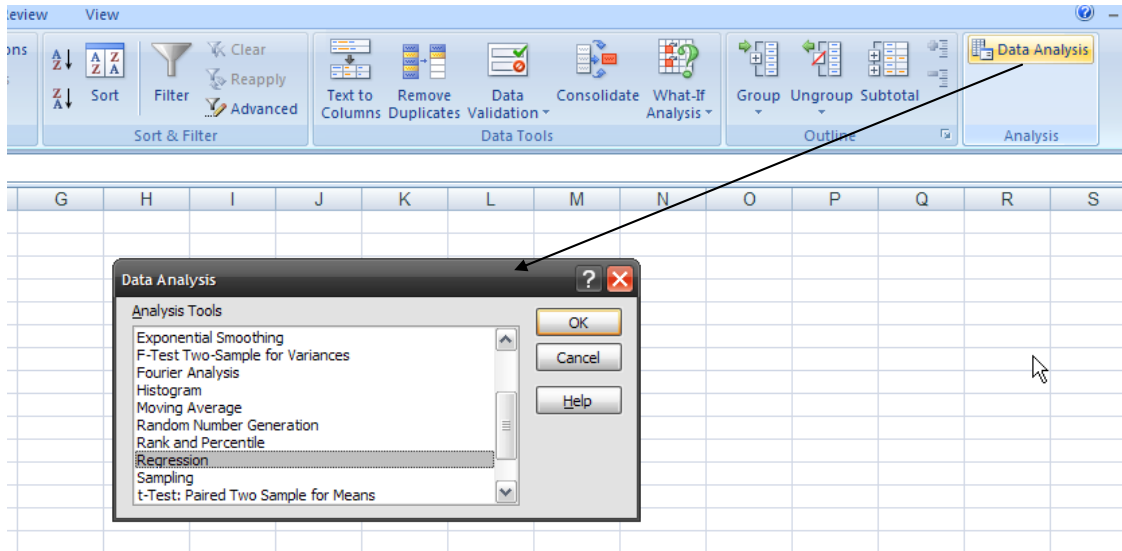 Review View
A Z
Z A
A Z
Z A
Sort
Filter
Clear
Reapply
Advanced
Sort & Filter
Text to
Columns
Remove
Duplicates
Data
Validation
Consolidate
What-If
Analysis
Data Tools
Group
Ungroup
Subtotal
Outline
Data Analysis
Analysis
G H I J K L M N O P Q R S
Data Analysis
?
Analysis Tools
Exponential Smoothing
F-Test Two-Sample for Variances
Fourier Analysis
Histogram
Moving Average
Random Number Generation
Rank and Percentile
Regression
Sampling
t-Test: Paired Two Sample for Means
OK
Cancel
Help